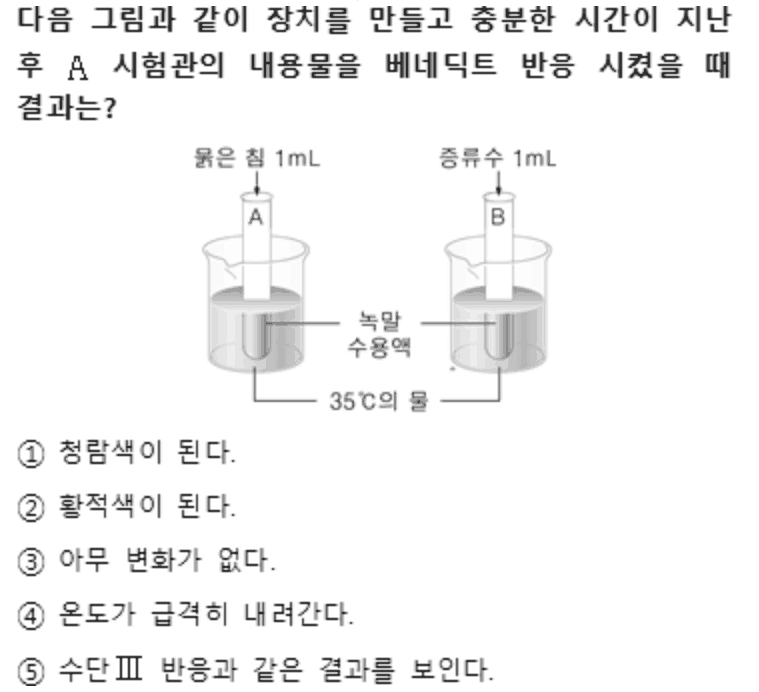 다음 그림과 같이 장치를 만들고 충분한 시간이 지난
후 A 시험관의 내용물을 베네딕트 반응 시켰을 때
결과는?
묽은 침 1mL
증류수 1mL
A
B
녹말
수용액
35℃의 물
① 청람색이 된다.
② 황적색이 된다.
③ 아무 변화가 없다.
④ 온도가 급격히 내려간다.
⑤ 수단Ⅲ 반응과 같은 결과를 보인다.